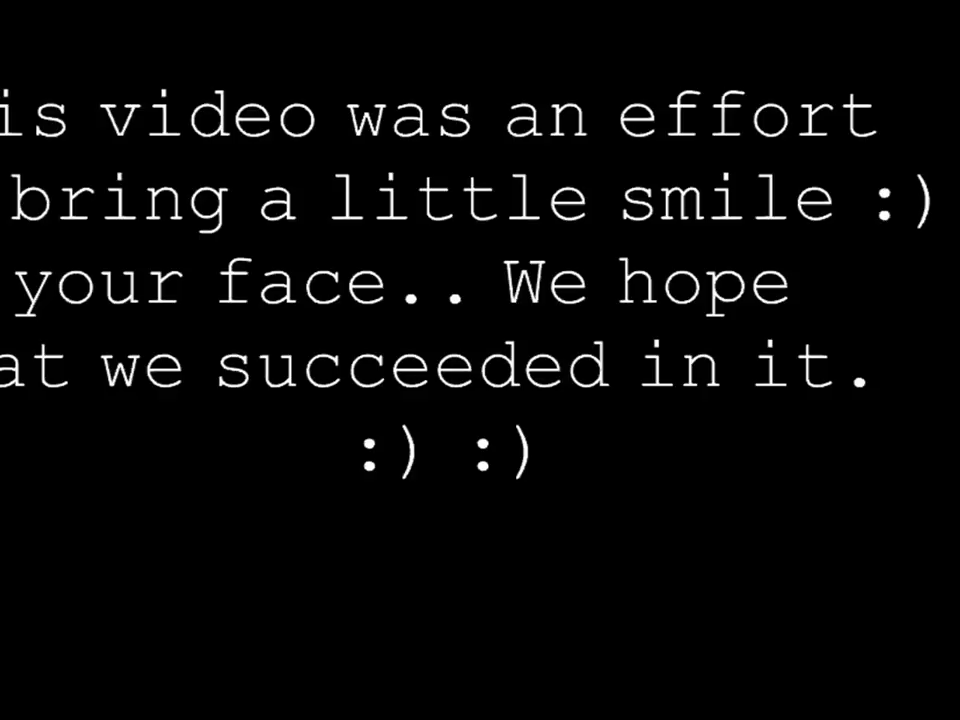 is video was an effort
bring a little smile :)
your face.. We hope
at we succeeded in it.
:) :)